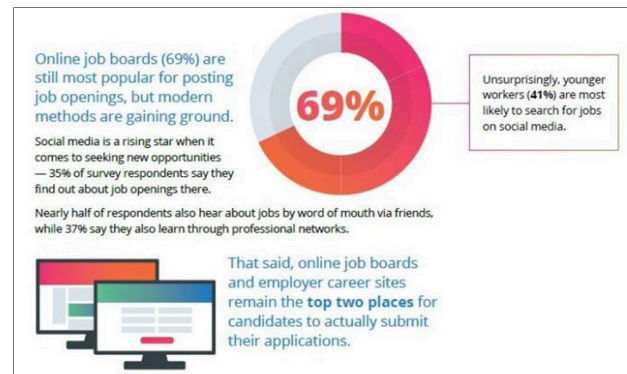 Online job boards (69%) are
still most popular for posting
job openings, but modern
methods are gaining ground.
Social media is a rising star when it
comes to seeking new opportunities
— 35% of survey respondents say they
find out about job openings there.
69%
Unsurprisingly, younger
workers (41%) are most
likely to search for jobs
on social media.
Nearly half of respondents also hear about jobs by word of mouth via friends,
while 37% say they also learn through professional networks.
That said, online job boards
and employer career sites
remain the top two places for
candidates to actually submit
their applications.